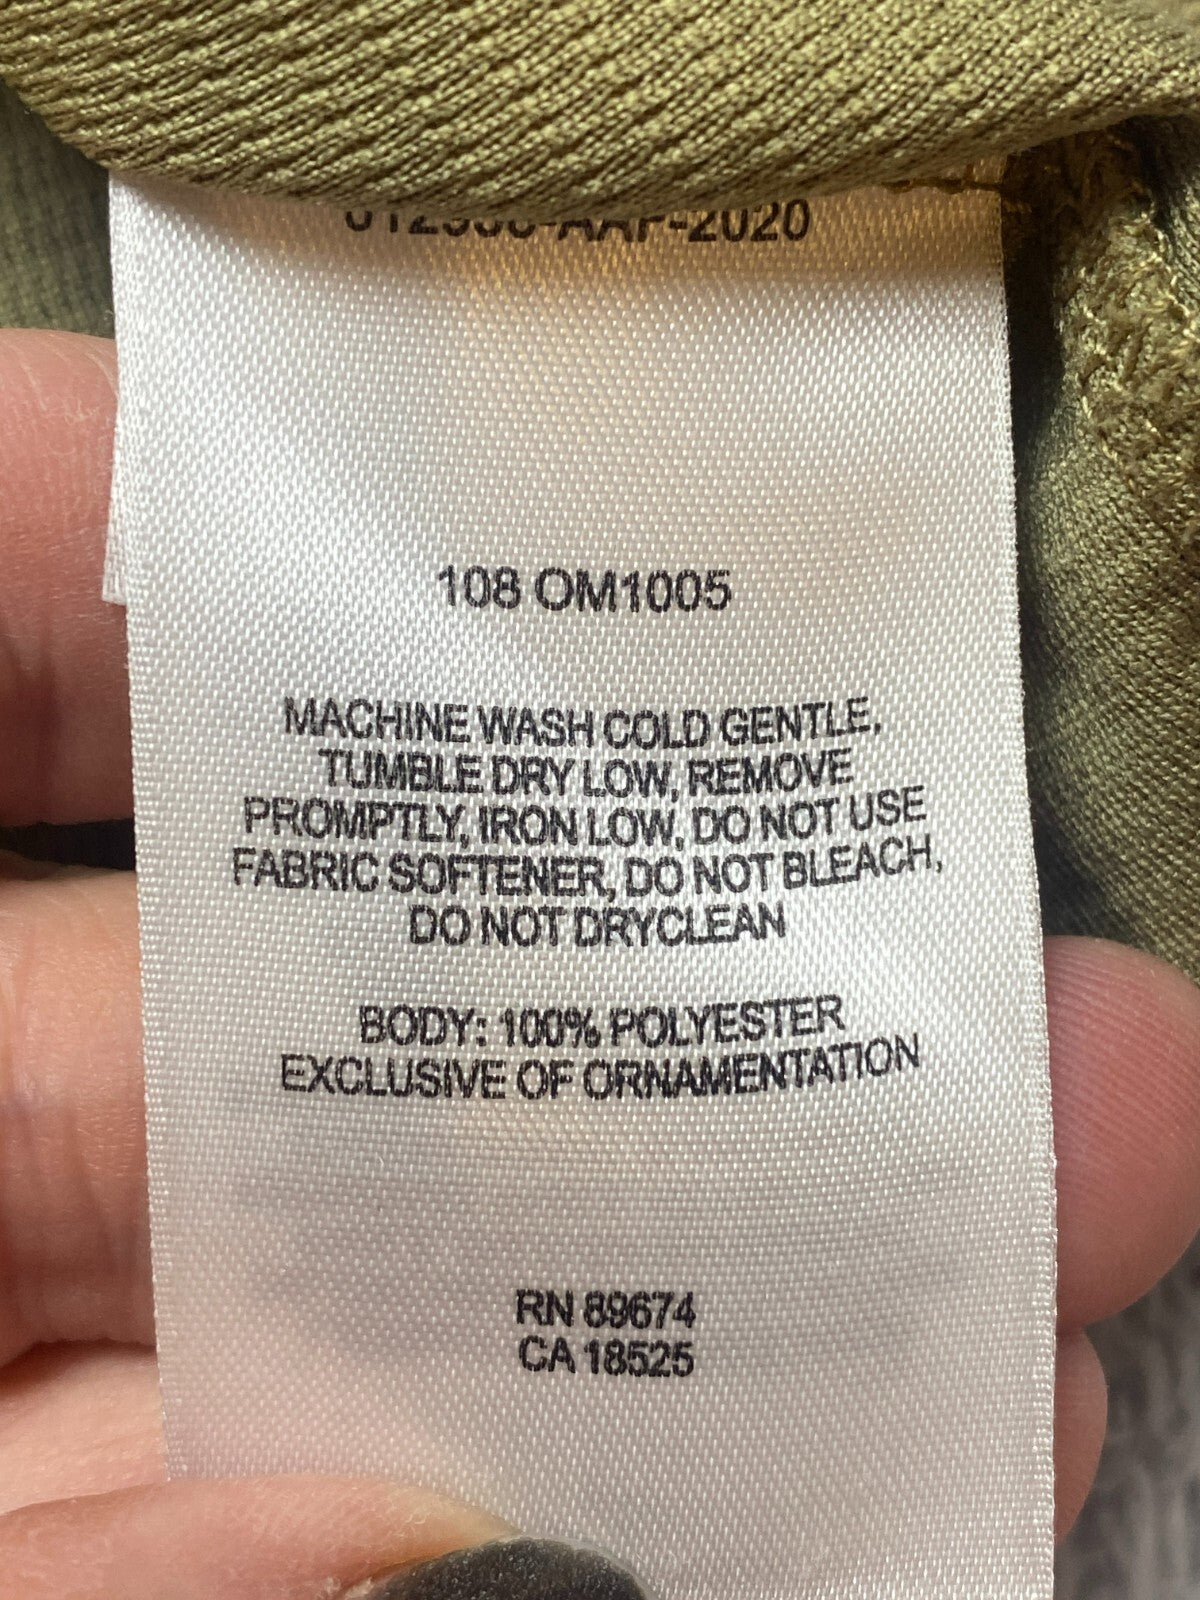 108 OM1005
MACHINE WASH COLD GENTLE,
TUMBLE DRY LOW, REMOVE
PROMPTLY, IRON LOW, DO NOT USE
FABRIC SOFTENER, DO NOT BLEACH,
DO NOT DRYCLEAN
BODY: 100% POLYESTER
EXCLUSIVE OF ORNAMENTATION
RN 89674
CA 18525